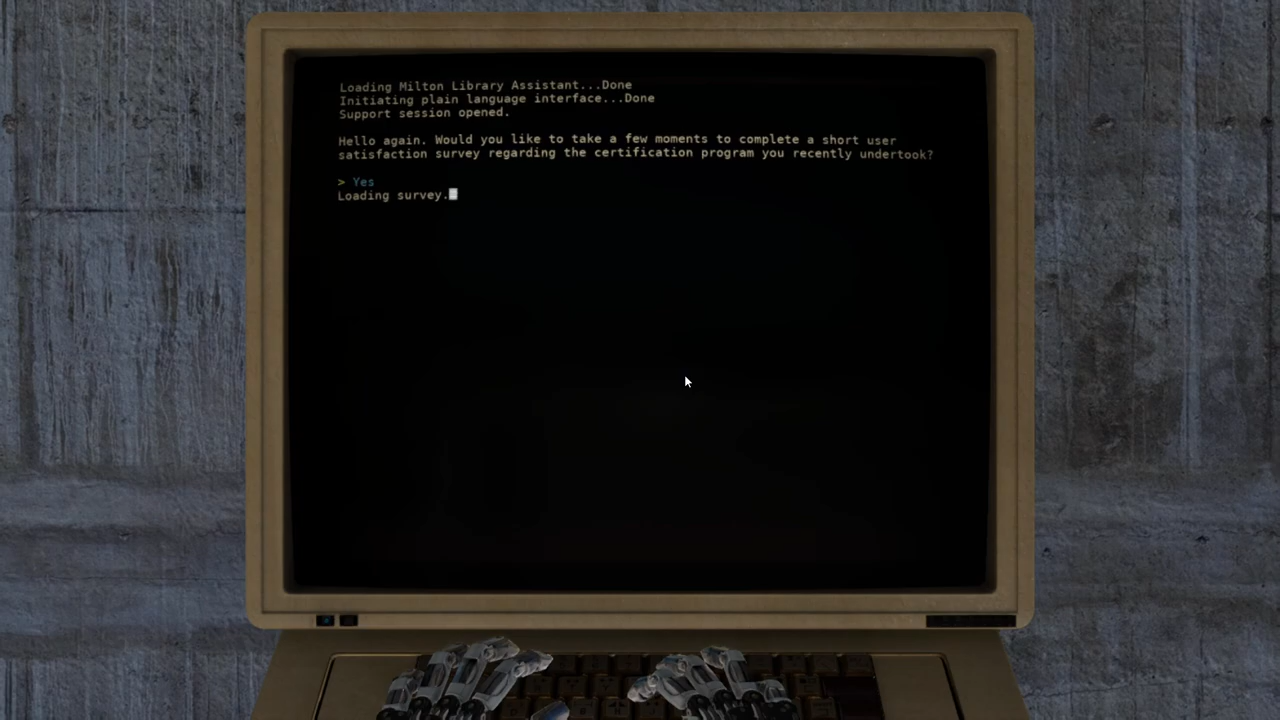 Loading Milton Library Assistant...Done
Initiating plain language interface...Done
Support session opened.
Hello again. Would you like to take a few moments to complete a short user
satisfaction survey regarding the certification program you recently undertook?
> Yes
Loading survey.